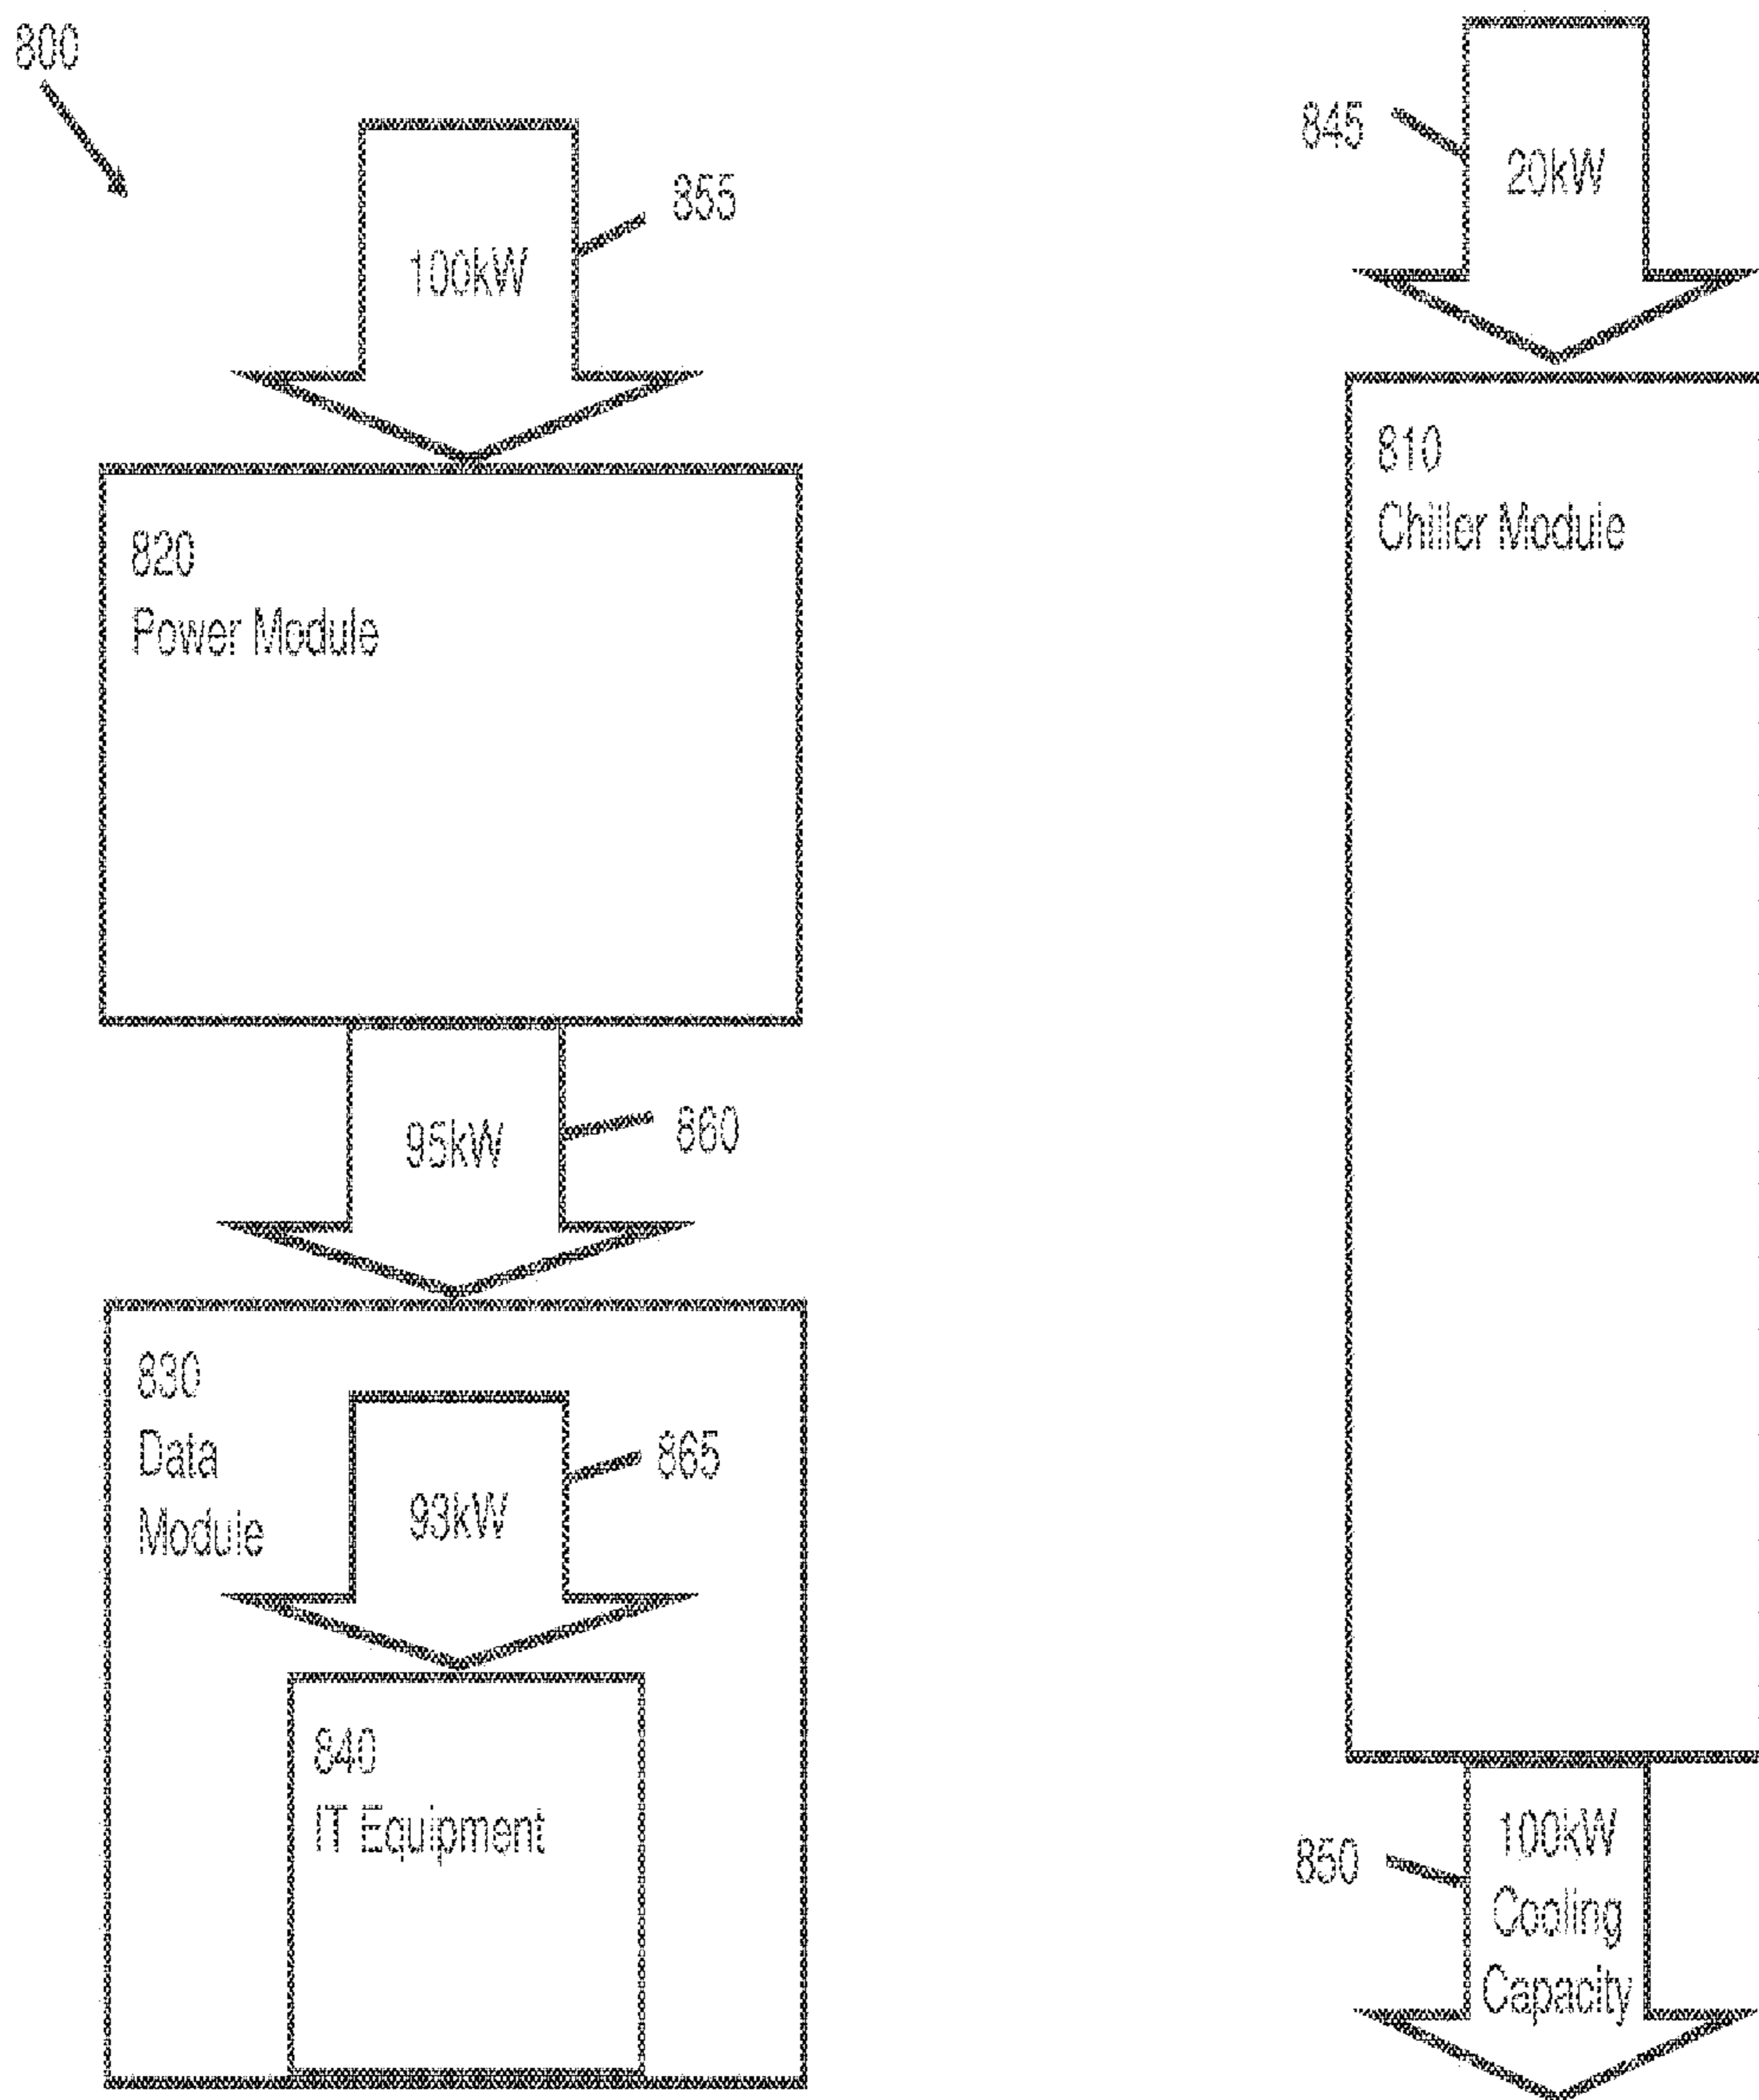 800
100kW
855
820
Power Module
95kW
860
830
Data
Module
93kW
865
840
IT Equipment
845
20kW
810
Chiller Module
850
100kW
Cooling
Capacity